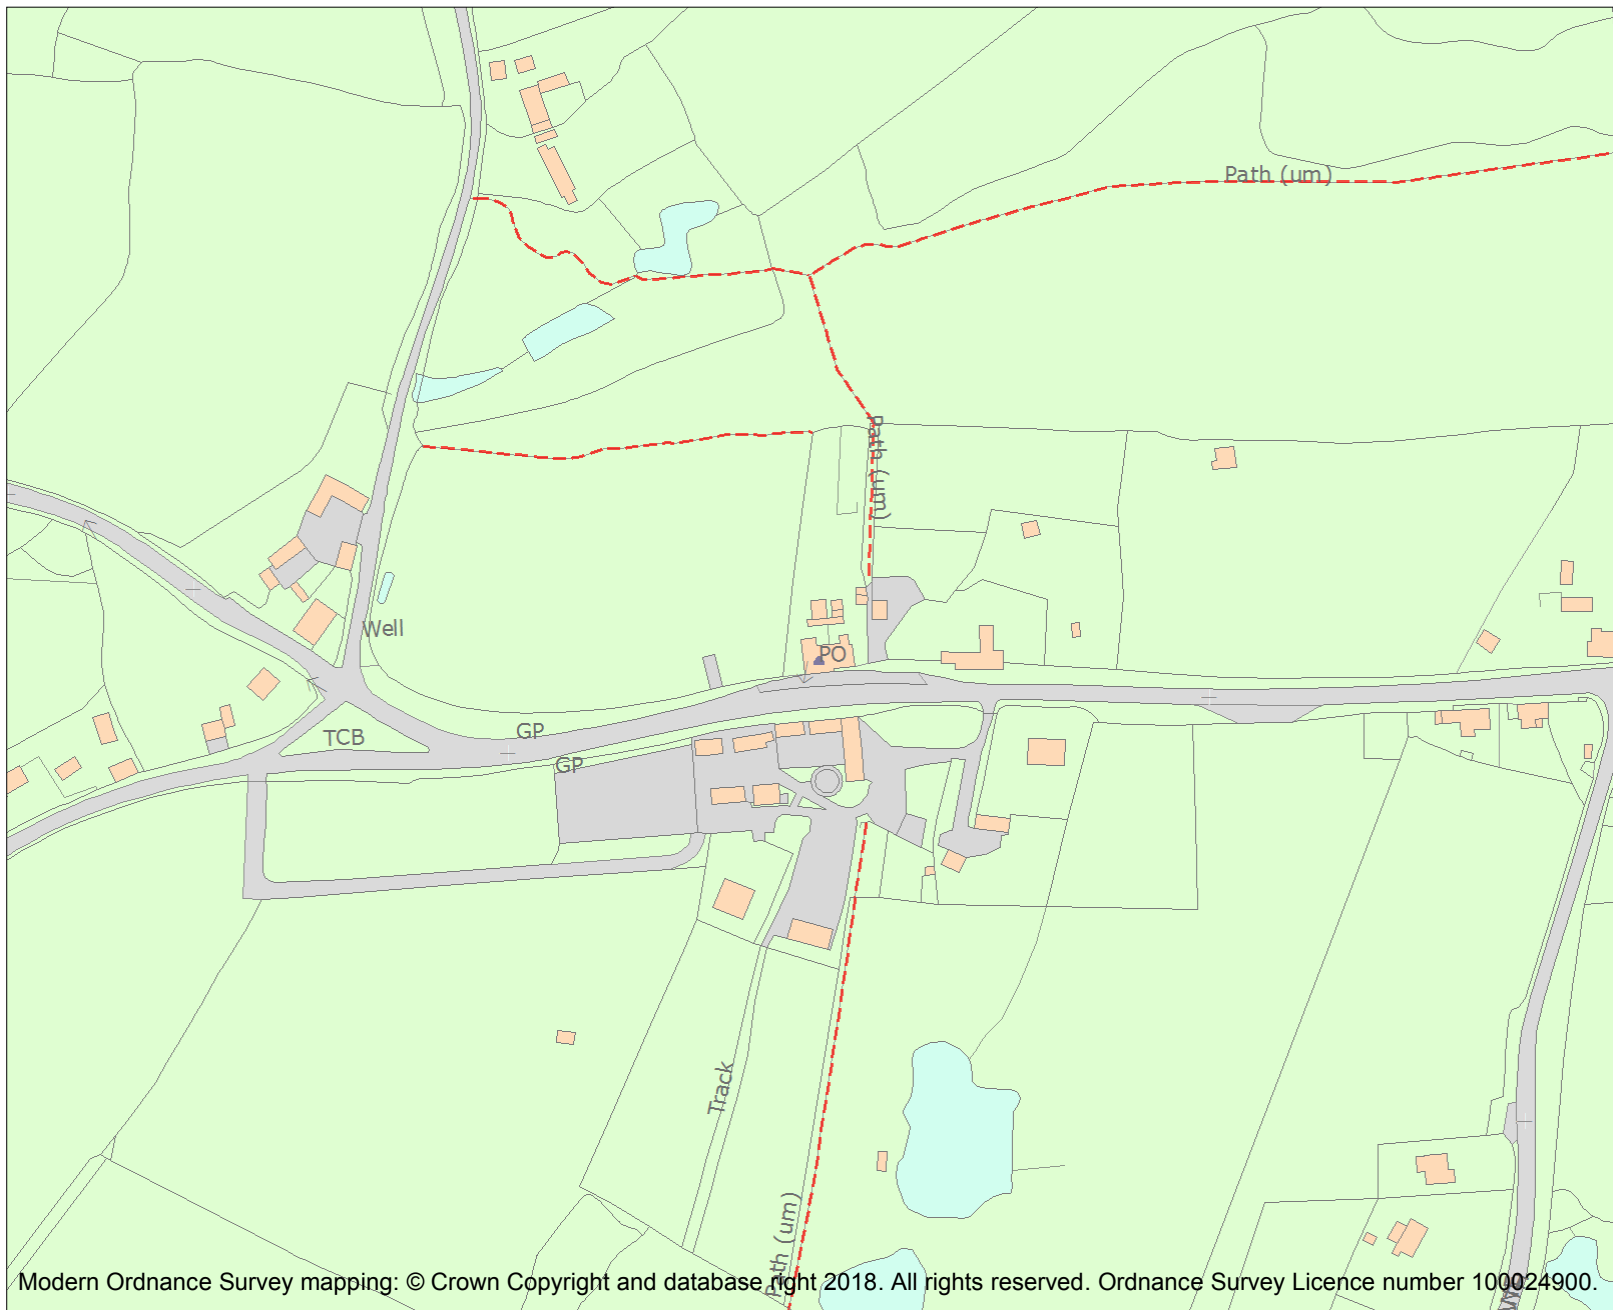 Path (um)
Path (um)
Well
PO
TCB
GP
GP
Track
Path (um)
Modern Ordnance Survey mapping: © Crown Copyright and database right 2018. All rights reserved. Ordnance Survey Licence number 100024900.